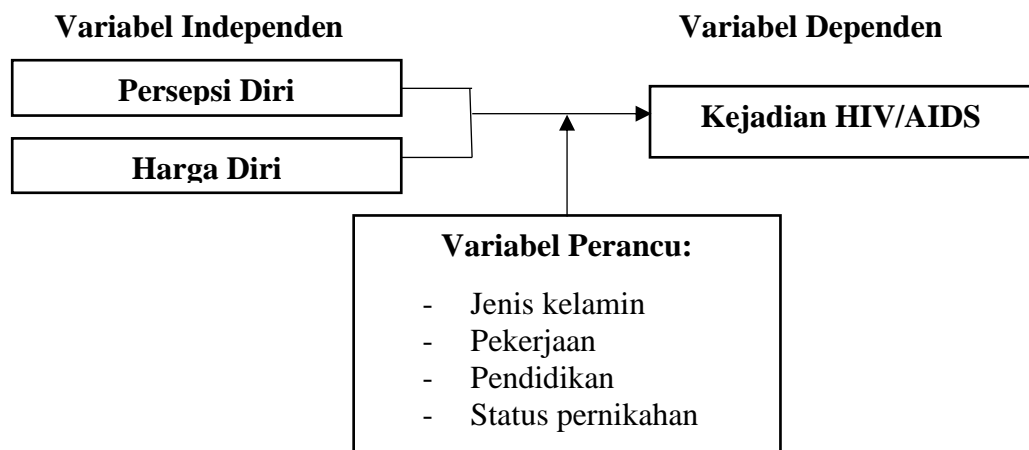 Variabel Independen
Variabel Dependen
Persepsi Diri
Harga Diri
Kejadian HIV/AIDS
Variabel Perancu:
- Jenis kelamin
- Pekerjaan
- Pendidikan
- Status pernikahan